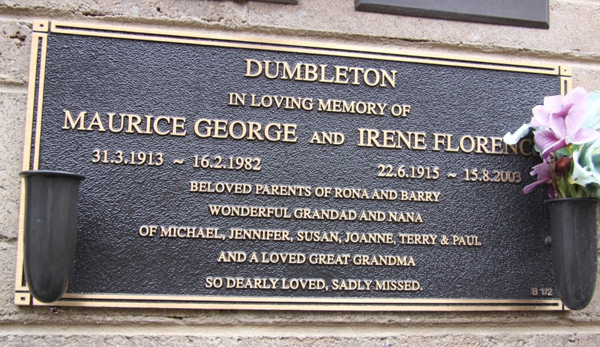 DUMBLETON
IN LOVING MEMORY OF
MAURICE GEORGE AND IRENE FLORENC
31.3.1913 ~ 16.2.1982 22.6.1915 ~ 15.8.2003
BELOVED PARENTS OF RONA AND BARRY
WONDERFUL GRANDAD AND NANA
OF MICHAEL, JENNIFER, SUSAN, JOANNE, TERRY & PAUL
AND A LOVED GREAT GRANDMA
SO DEARLY LOVED, SADLY MISSED.
B 1/2